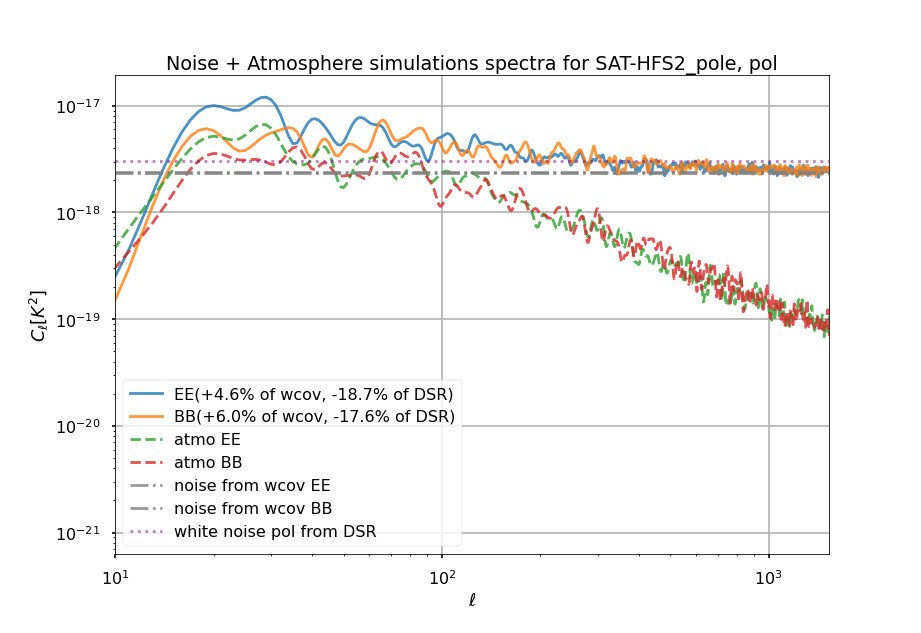 Noise + Atmosphere simulations spectra for SAT-HFS2_pole, pol
10⁻¹⁷
10⁻¹⁸
10⁻¹⁹
10⁻²⁰
10⁻²¹
C_ℓ[K²]
EE(+4.6% of wcov, -18.7% of DSR)
BB(+6.0% of wcov, -17.6% of DSR)
atmo EE
atmo BB
noise from wcov EE
noise from wcov BB
white noise pol from DSR
10¹ 10² 10³
ℓ